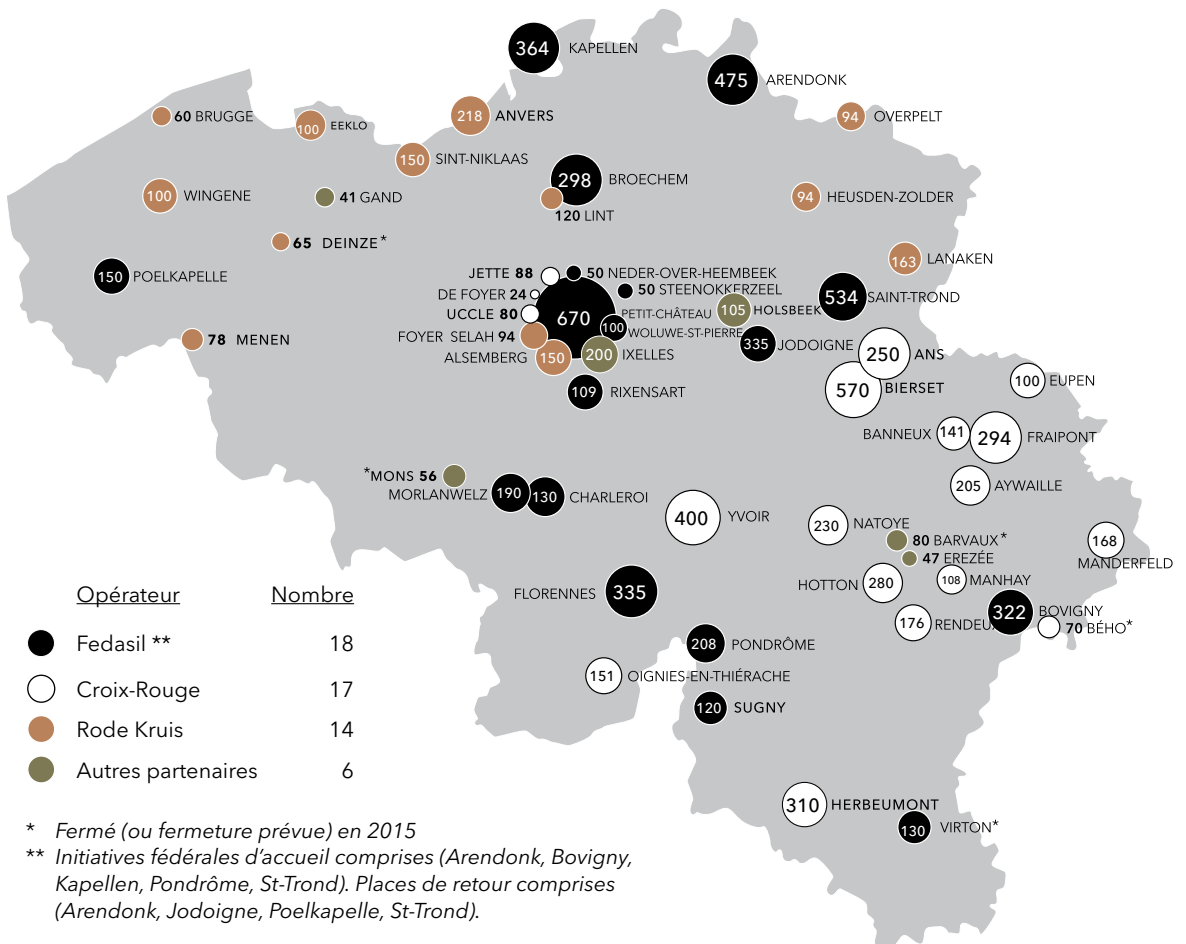 364 KAPELLEN
475 ARENDONK
60 BRUGGE
100 EEKLO
218 ANVERS
94 OVERPELT
150 SINT-NIKLAAS
298 BROECHEM
100 WINGENE
41 GAND
120 LINT
94 HEUSDEN-ZOLDER
65 DEINZE*
150 POELKAPELLE
163 LANAKEN
JETTE 88
50 NEDER-OVER-HEEMBEEK
DE FOYER 24
50 STEENOKKERZEEL
534 SAINT-TROND
UCCLE 80
670 PETIT-CHÂTEAU
105 HOLSBEEK
FOYER SELAH 94
100 WOLUWE-ST-PIERRE
78 MENEN
ALSEMBERG 150
200 IXELLES
335 JODOIGNE
250 ANS
109 RIXENSART
570 BIERSET
100 EUPEN
BANNEUX 141
294 FRAIPONT
*MONS 56
MORLANWELZ 190
130 CHARLEROI
205 AYWAILLE
400 YVOIR
230 NATOYE
80 BARVAUX*
47 EREZÉE
168
MANDERFELD
HOTTON 280
108 MANHAY
FLORENNES 335
176 RENDEUX
322 BOVIGNY
70 BÉHO*
208 PONDRÔME
151 OIGNIES-EN-THIÉRACHE
120 SUGNY
310 HERBEUMONT
130 VIRTON*
Opérateur Nombre
Fedasil ** 18
Croix-Rouge 17
Rode Kruis 14
Autres partenaires 6
* Fermé (ou fermeture prévue) en 2015
** Initiatives fédérales d'accueil comprises (Arendonk, Bovigny,
Kapellen, Pondrôme, St-Trond). Places de retour comprises
(Arendonk, Jodoigne, Poelkapelle, St-Trond).